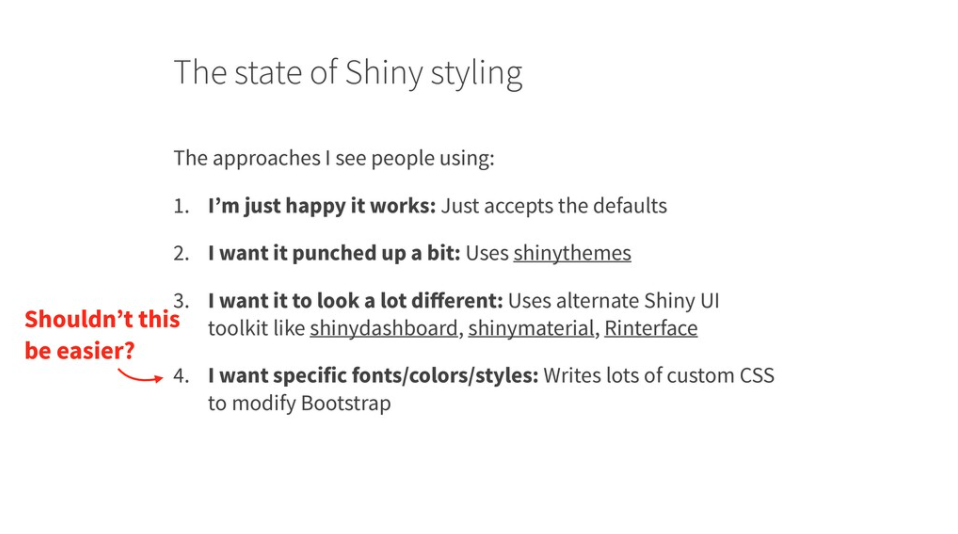 The state of Shiny styling
The approaches I see people using:
1. I’m just happy it works: Just accepts the defaults
2. I want it punched up a bit: Uses shinythemes
3. I want it to look a lot different: Uses alternate Shiny UI
toolkit like shinydashboard, shinymaterial, Rinterface
Shouldn’t this
be easier?
4. I want specific fonts/colors/styles: Writes lots of custom CSS
to modify Bootstrap